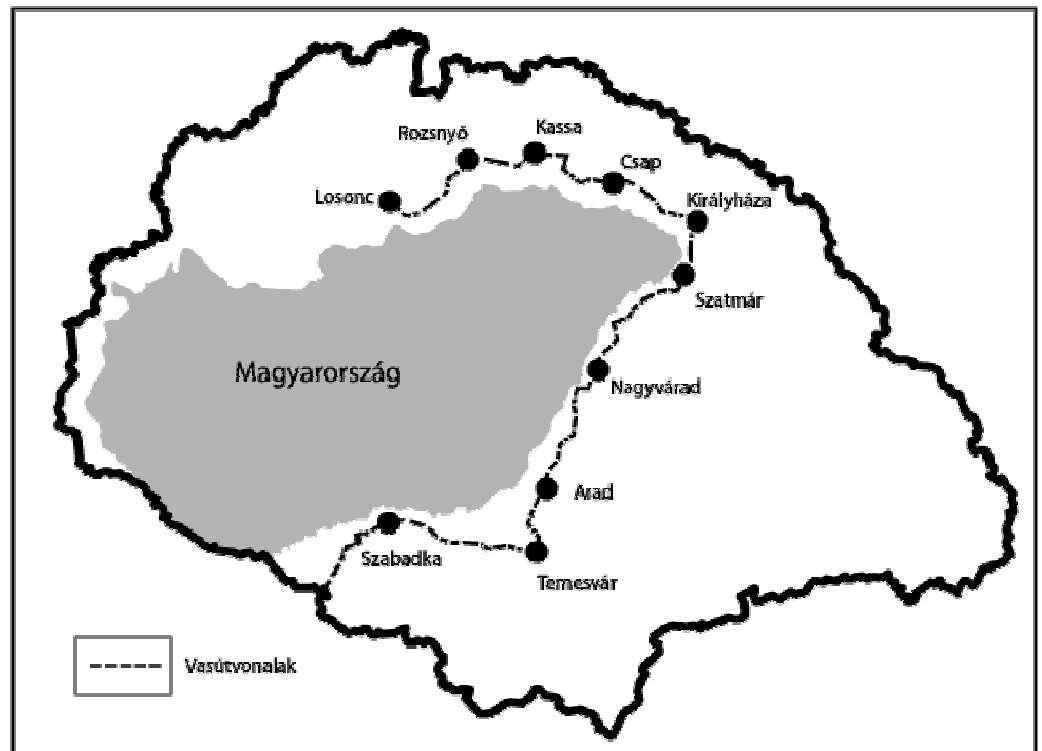 Kassa
Rozsnyó
Csap
Losonc
Királyháza
Szatmár
Magyarország
Nagyvárad
Arad
Szabadka
Temesvár
Vasútvonalak